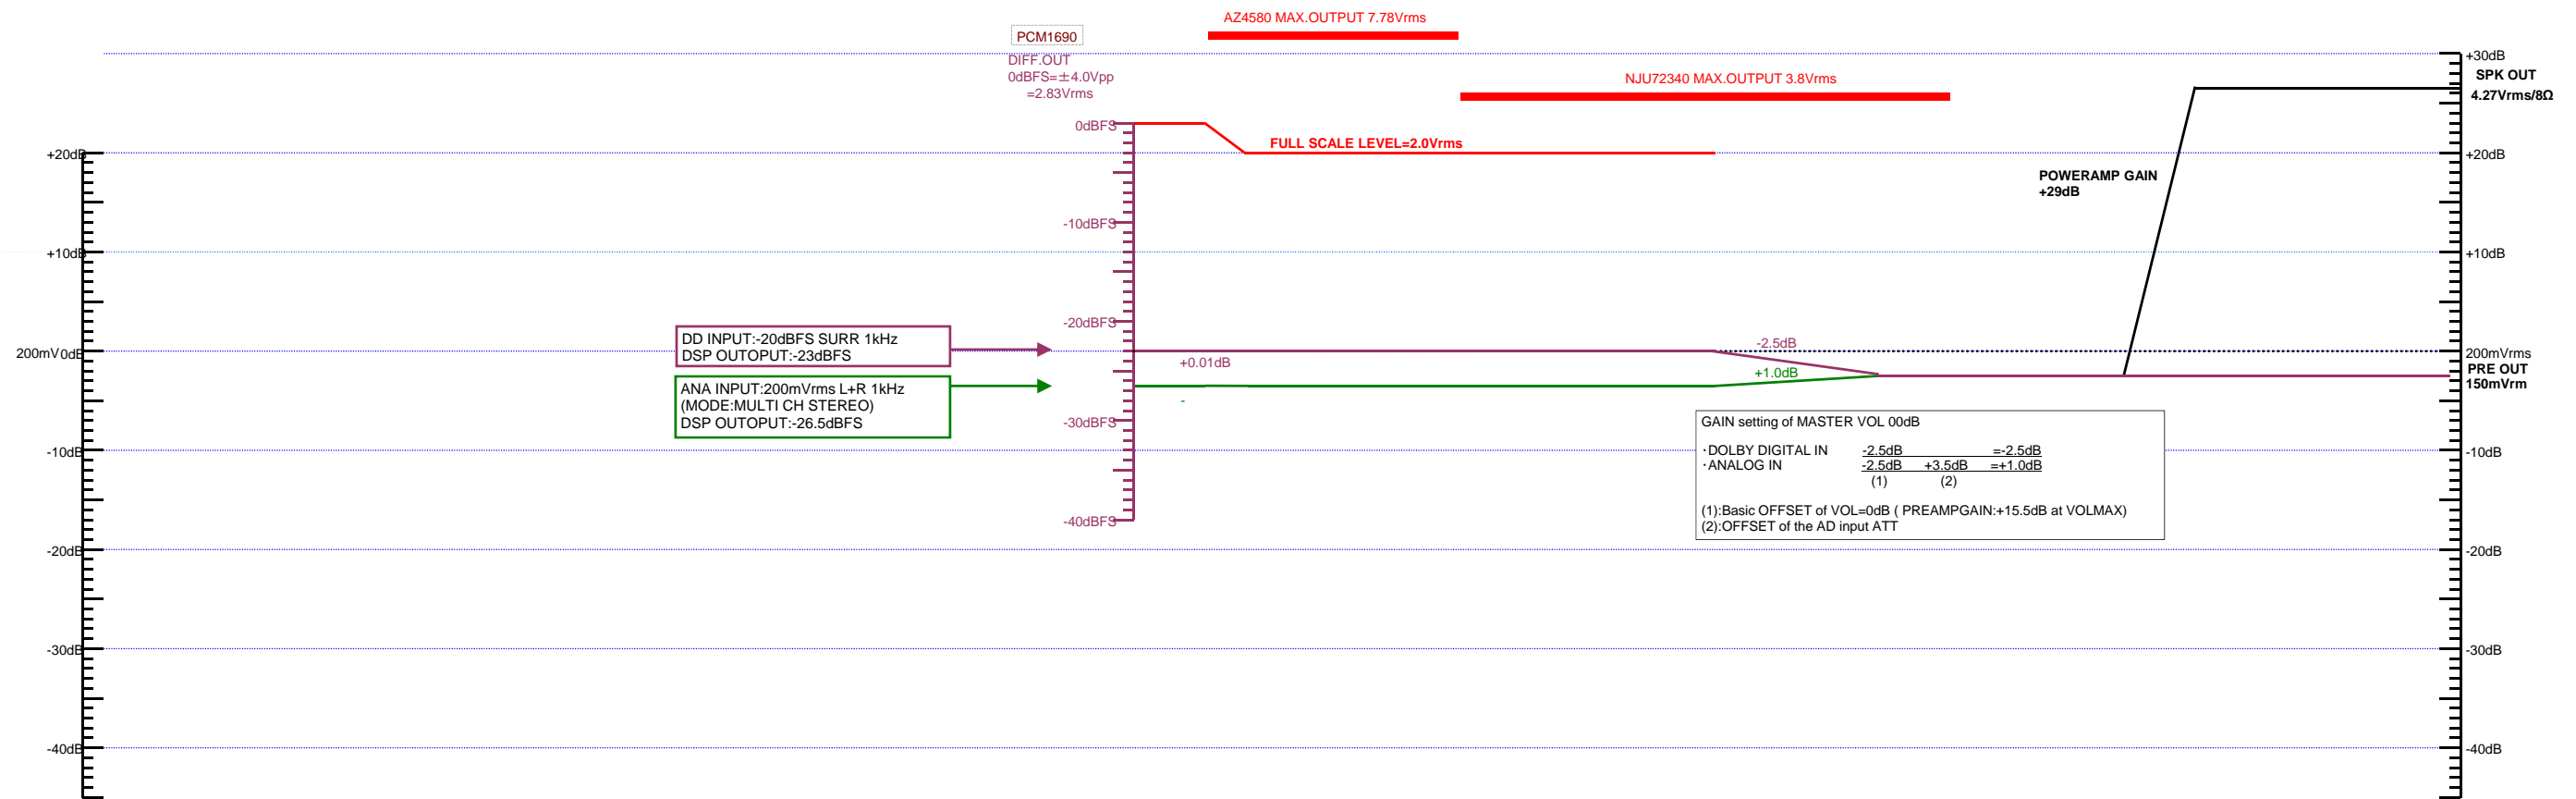 AZ4580 MAX.OUTPUT 7.78Vrms
PCM1690
DIFF.OUT
0dBFS=±4.0Vpp
=2.83Vrms
NJU72340 MAX.OUTPUT 3.8Vrms
+30dB
SPK OUT
4.27Vrms/8Ω
0dBFS
FULL SCALE LEVEL=2.0Vrms
+20dB
+20dB
POWERAMP GAIN
+29dB
-10dBFS
+10dB
+10dB
-20dBFS
DD INPUT:-20dBFS SURR 1kHz
DSP OUTOPUT:-23dBFS
200mV 0dB
+0.01dB
-2.5dB
200mVrms
PRE OUT
150mVrm
+1.0dB
ANA INPUT:200mVrms L+R 1kHz
(MODE:MULTI CH STEREO)
DSP OUTOPUT:-26.5dBFS
-
-30dBFS
GAIN setting of MASTER VOL 00dB
・DOLBY DIGITAL IN -2.5dB =-2.5dB
・ANALOG IN -2.5dB +3.5dB =+1.0dB
(1) (2)
(1):Basic OFFSET of VOL=0dB ( PREAMPGAIN:+15.5dB at VOLMAX)
(2):OFFSET of the AD input ATT
-10dB
-10dB
-40dBFS
-20dB
-20dB
-30dB
-30dB
-40dB
-40dB